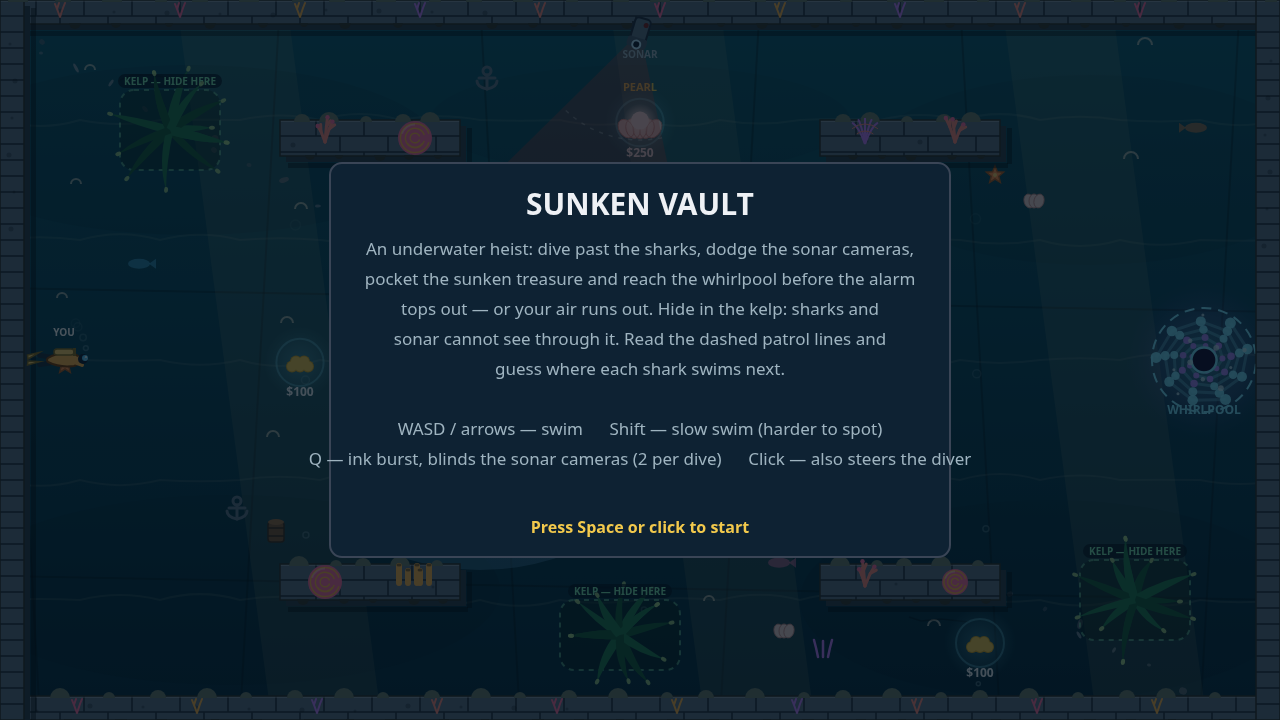 SONAR
KELP - - HIDE HERE
PEARL
$250
SUNKEN VAULT
An underwater heist: dive past the sharks, dodge the sonar cameras,
pocket the sunken treasure and reach the whirlpool before the alarm
tops out — or your air runs out. Hide in the kelp: sharks and
sonar cannot see through it. Read the dashed patrol lines and
guess where each shark swims next.
YOU
$100
WHIRLPOOL
WASD / arrows — swim Shift — slow swim (harder to spot)
Q — ink burst, blinds the sonar cameras (2 per dive) Click — also steers the diver
Press Space or click to start
KELP — HIDE HERE
KELP — HIDE HERE
$100